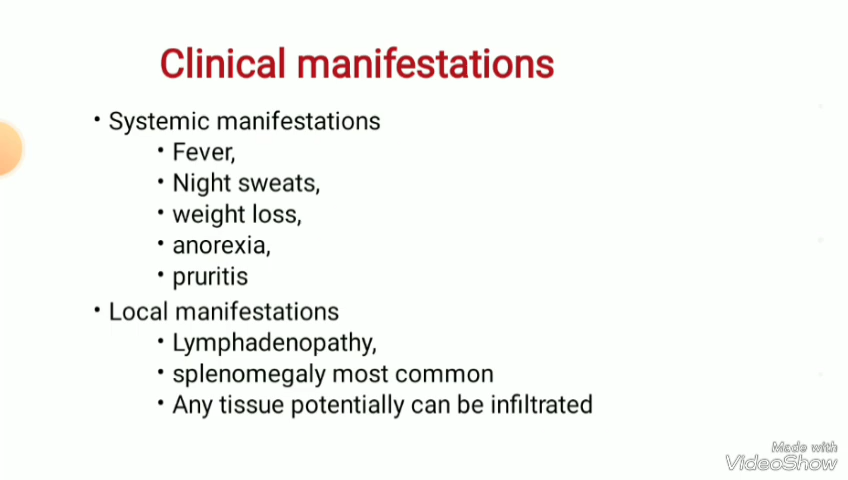 Clinical manifestations
• Systemic manifestations
• Fever,
• Night sweats,
• weight loss,
• anorexia,
• pruritis
• Local manifestations
• Lymphadenopathy,
• splenomegaly most common
• Any tissue potentially can be infiltrated
Made with
VideoShow